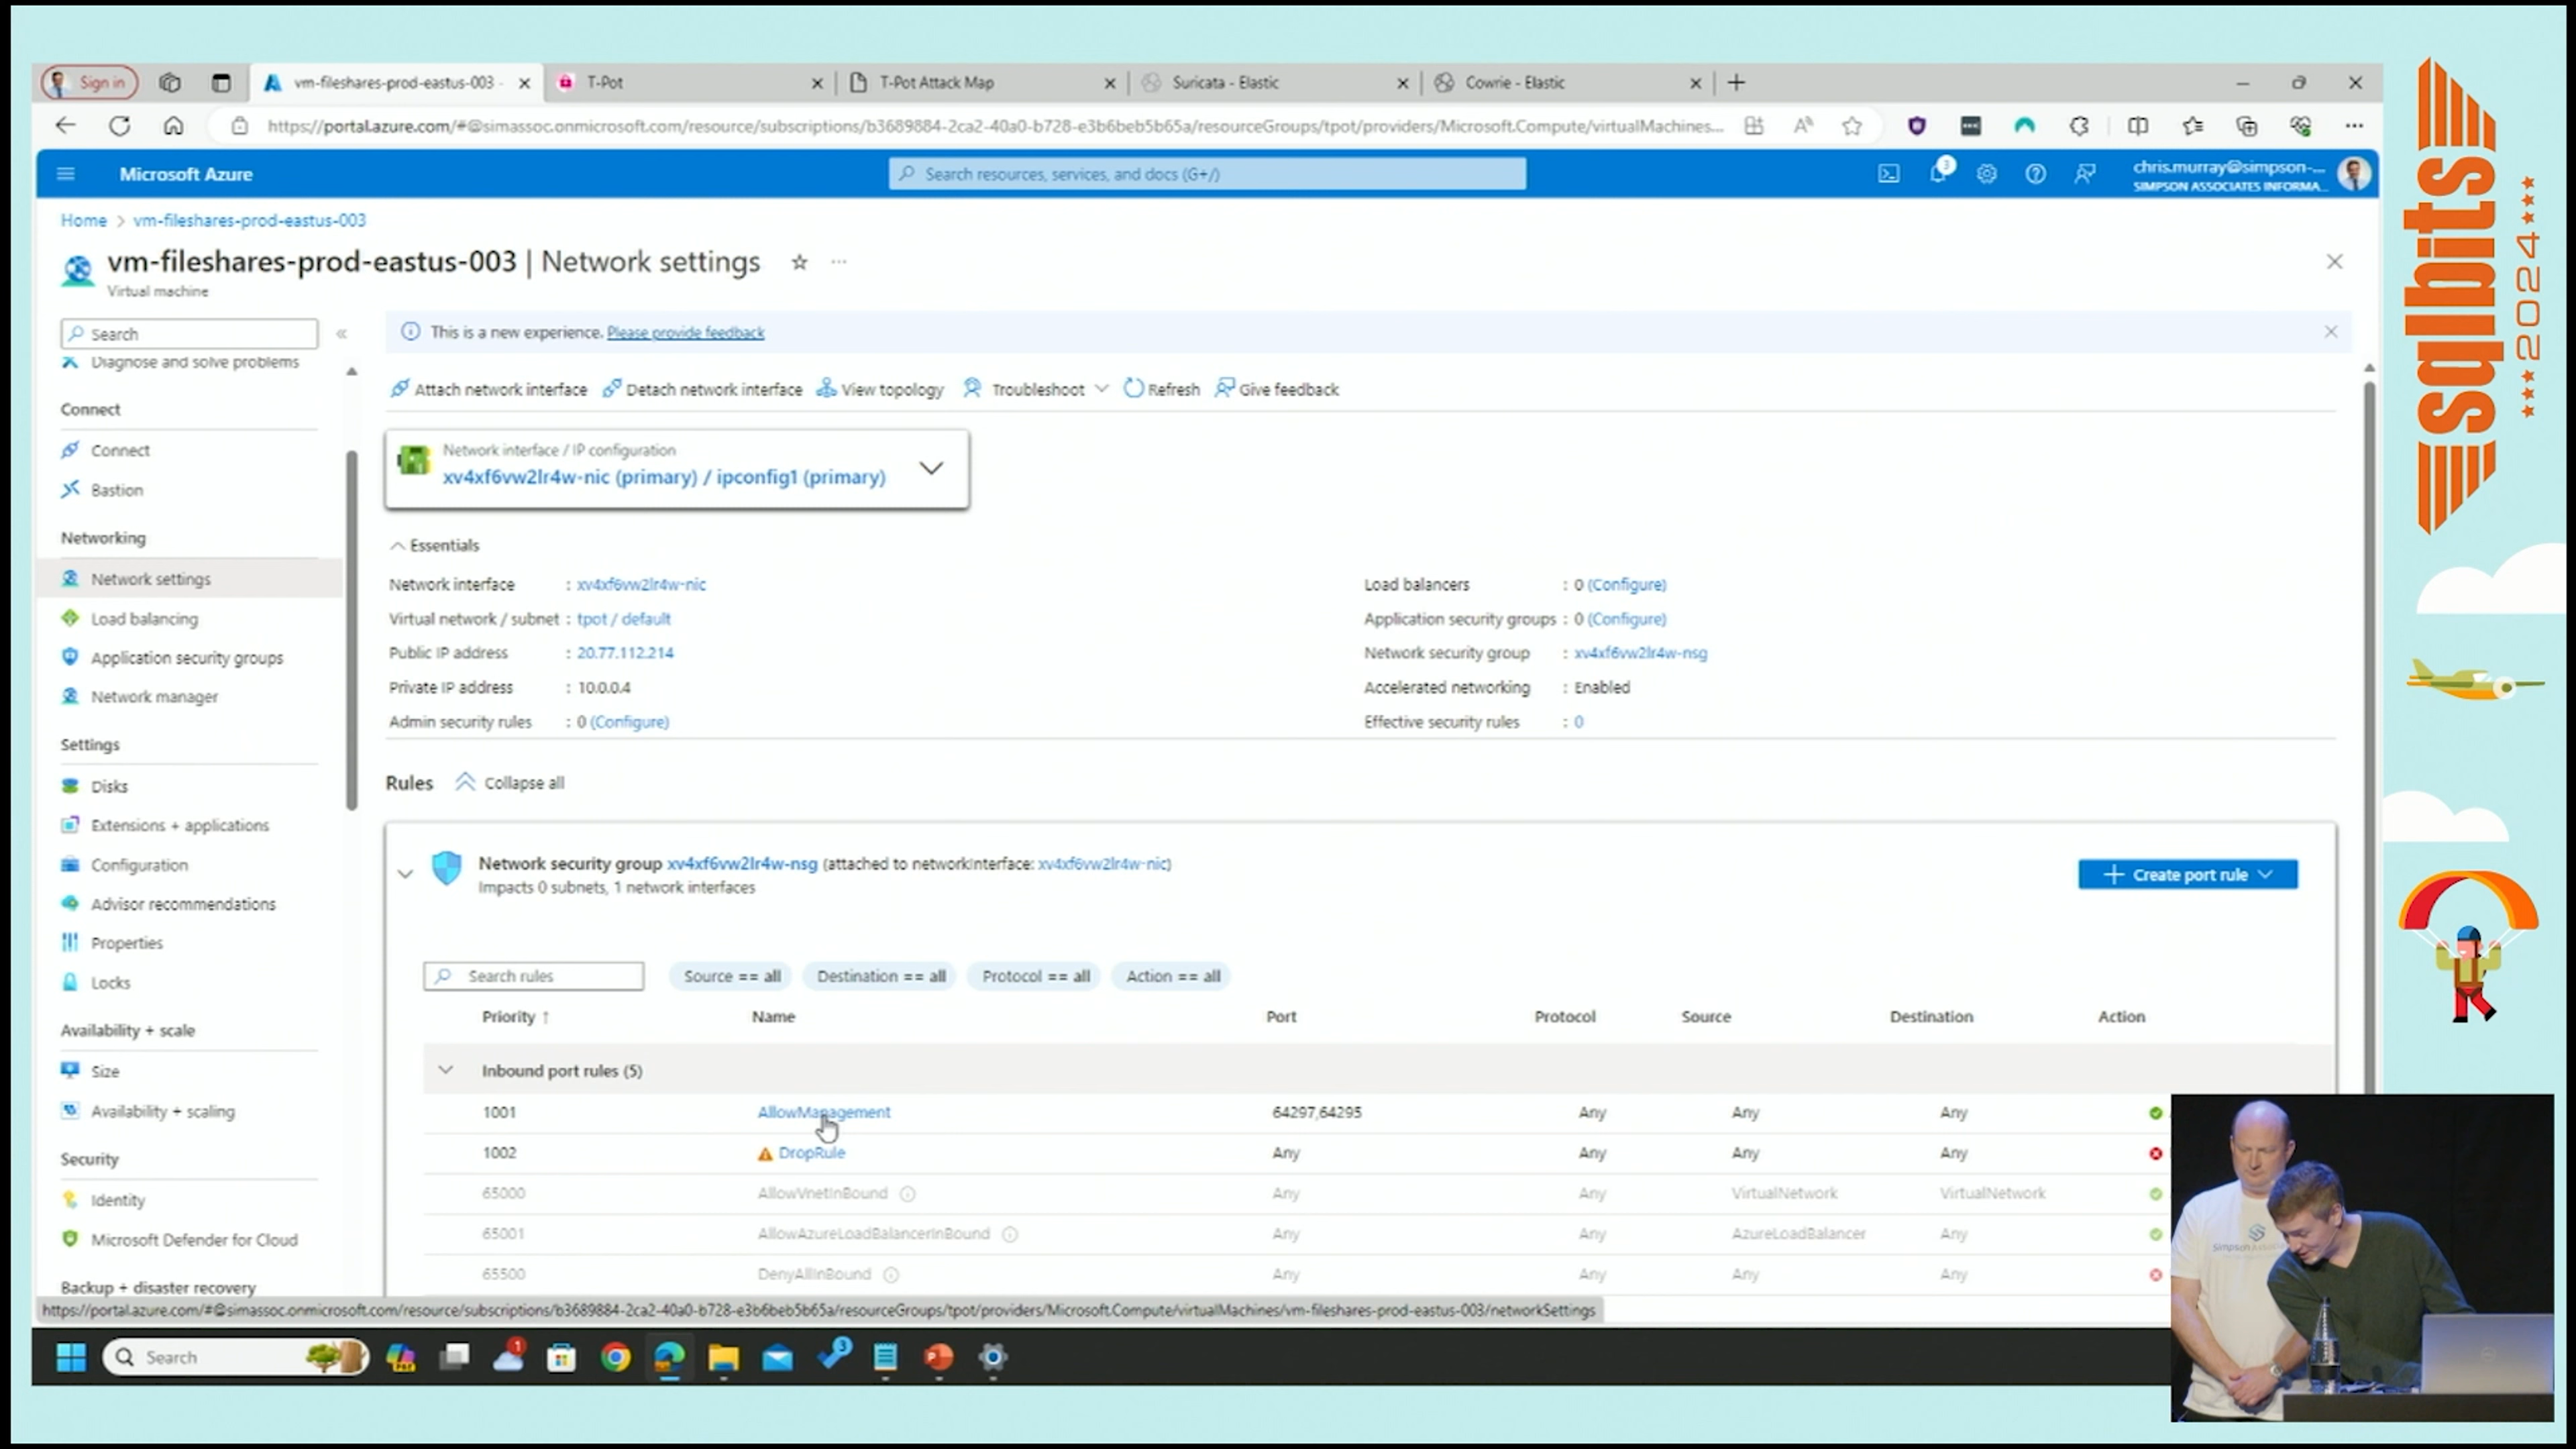 Sign in
vm-fileshares-prod-eastus-003 -
T-Pot
T-Pot Attack Map
Suricata - Elastic
Cowrie - Elastic
https://portal.azure.com/#@simassoc.onmicrosoft.com/resource/subscriptions/b3689884-2ca2-40a0-b728-e3b6beb5b65a/resourceGroups/tpot/providers/Microsoft.Compute/virtualMachines...
Microsoft Azure
Search resources, services, and docs (G+/)
3
chris.murray@simpson-...
SIMPSON ASSOCIATES INFORMA...
Home > vm-fileshares-prod-eastus-003
vm-fileshares-prod-eastus-003 | Network settings
Virtual machine
Search
Diagnose and solve problems
Connect
Connect
Bastion
Networking
Network settings
Load balancing
Application security groups
Network manager
Settings
Disks
Extensions + applications
Configuration
Advisor recommendations
Properties
Locks
Availability + scale
Size
Availability + scaling
Security
Identity
Microsoft Defender for Cloud
Backup + disaster recovery
This is a new experience. Please provide feedback
Attach network interface Detach network interface View topology Troubleshoot Refresh Give feedback
Network interface / IP configuration
xv4xf6vw2lr4w-nic (primary) / ipconfig1 (primary)
Essentials
Network interface : xv4xf6vw2lr4w-nic
Virtual network / subnet : tpot / default
Public IP address : 20.77.112.214
Private IP address : 10.0.0.4
Admin security rules : 0 (Configure)
Load balancers : 0 (Configure)
Application security groups : 0 (Configure)
Network security group : xv4xf6vw2lr4w-nsg
Accelerated networking : Enabled
Effective security rules : 0
Rules Collapse all
Network security group xv4xf6vw2lr4w-nsg (attached to networkInterface: xv4xf6vw2lr4w-nic)
Impacts 0 subnets, 1 network interfaces
Create port rule
Search rules
Source == all
Destination == all
Protocol == all
Action == all
Priority ↑ Name Port Protocol Source Destination Action
Inbound port rules (5)
1001 AllowManagement 64297,64295 Any Any Any
1002 DropRule Any Any Any Any
65000 AllowVnetInBound Any Any VirtualNetwork VirtualNetwork
65001 AllowAzureLoadBalancerInBound Any Any AzureLoadBalancer Any
65500 DenyAllInBound Any Any Any Any
https://portal.azure.com/#@simassoc.onmicrosoft.com/resource/subscriptions/b3689884-2ca2-40a0-b728-e3b6beb5b65a/resourceGroups/tpot/providers/Microsoft.Compute/virtualMachines/vm-fileshares-prod-eastus-003/networkSettings
Search
1
3
sqlbits
2024